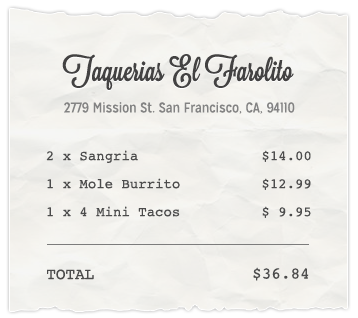 Taquerias El Farolito
2779 Mission St. San Francisco, CA, 94110
2 x Sangria $14.00
1 x Mole Burrito $12.99
1 x 4 Mini Tacos $ 9.95
TOTAL $36.84